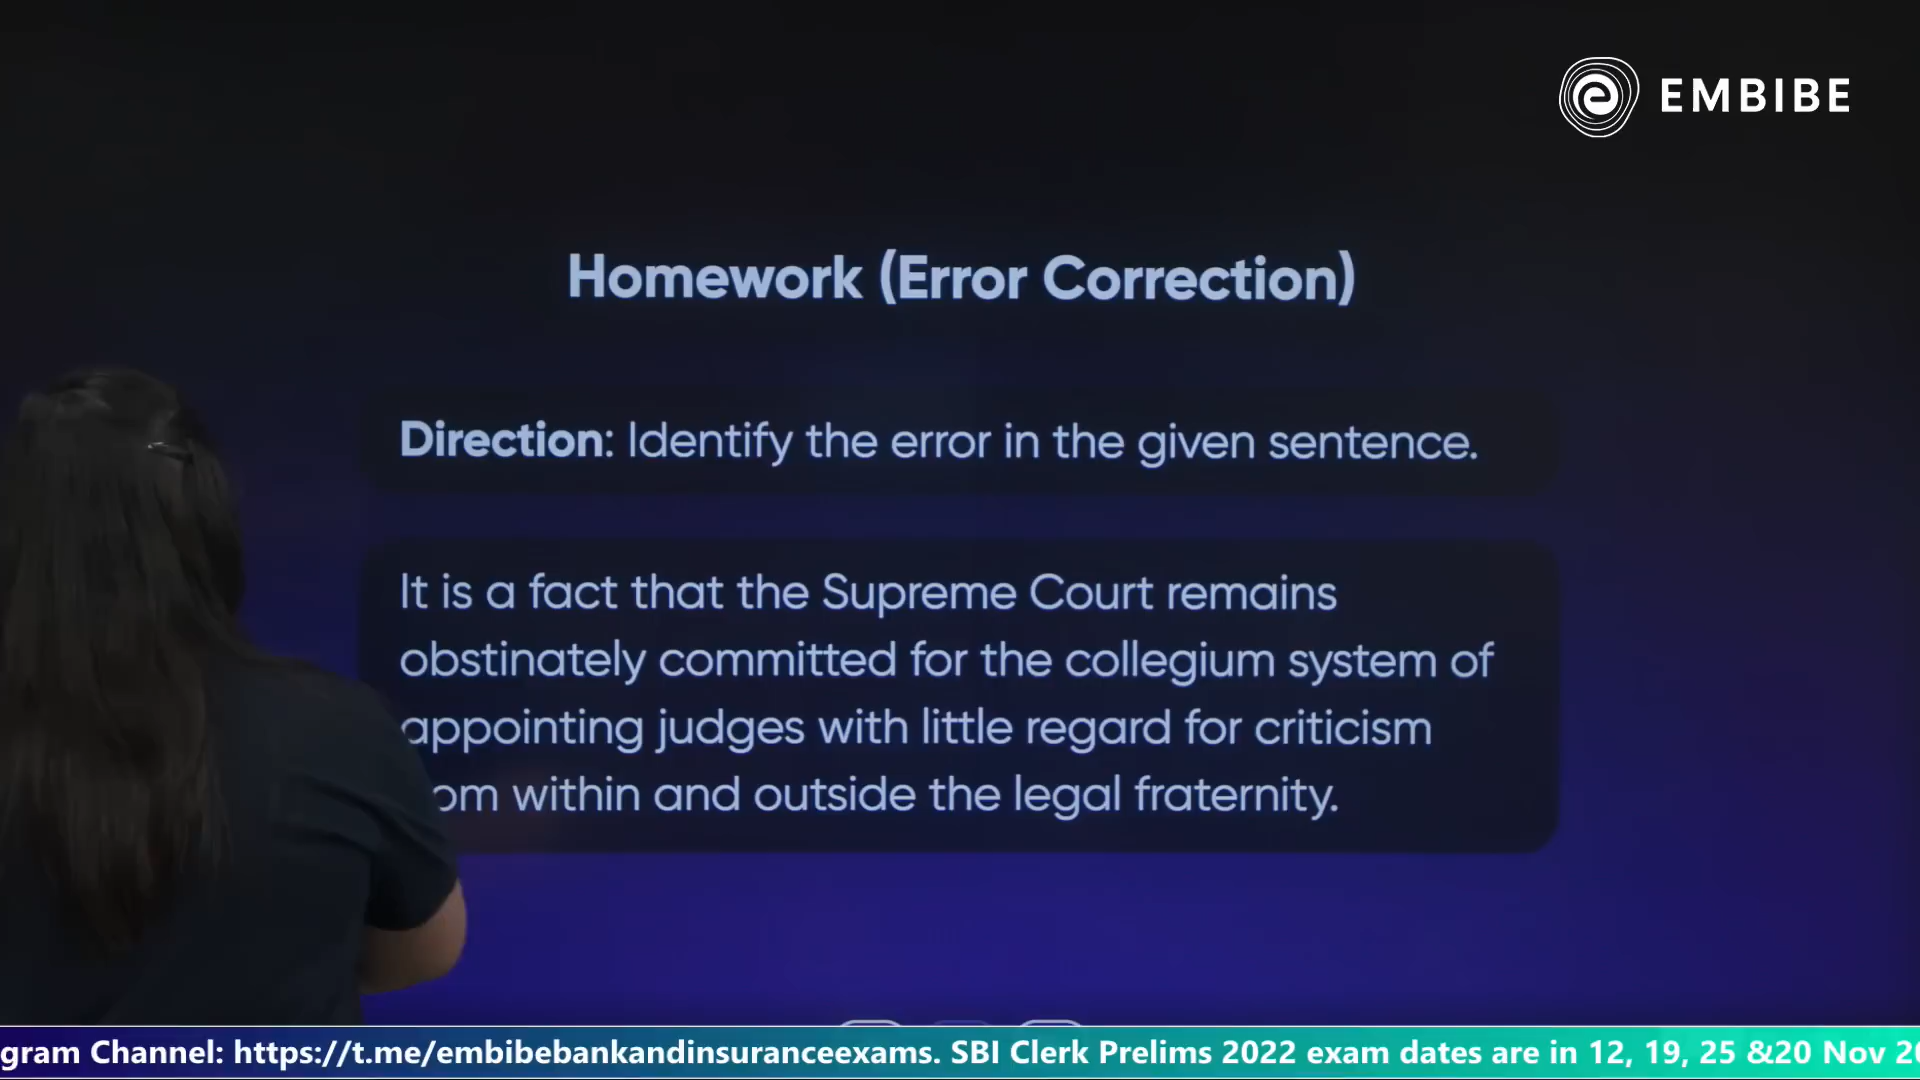 EMBIBE
Homework (Error Correction)
Direction: Identify the error in the given sentence.
It is a fact that the Supreme Court remains
obstinately committed for the collegium system of
appointing judges with little regard for criticism
within and outside the legal fraternity.
Channel: https://t.me/embibebankandinsuranceexams. SBI Clerk Prelims 2022 exam dates are in 12, 19, 25 &20 Nov